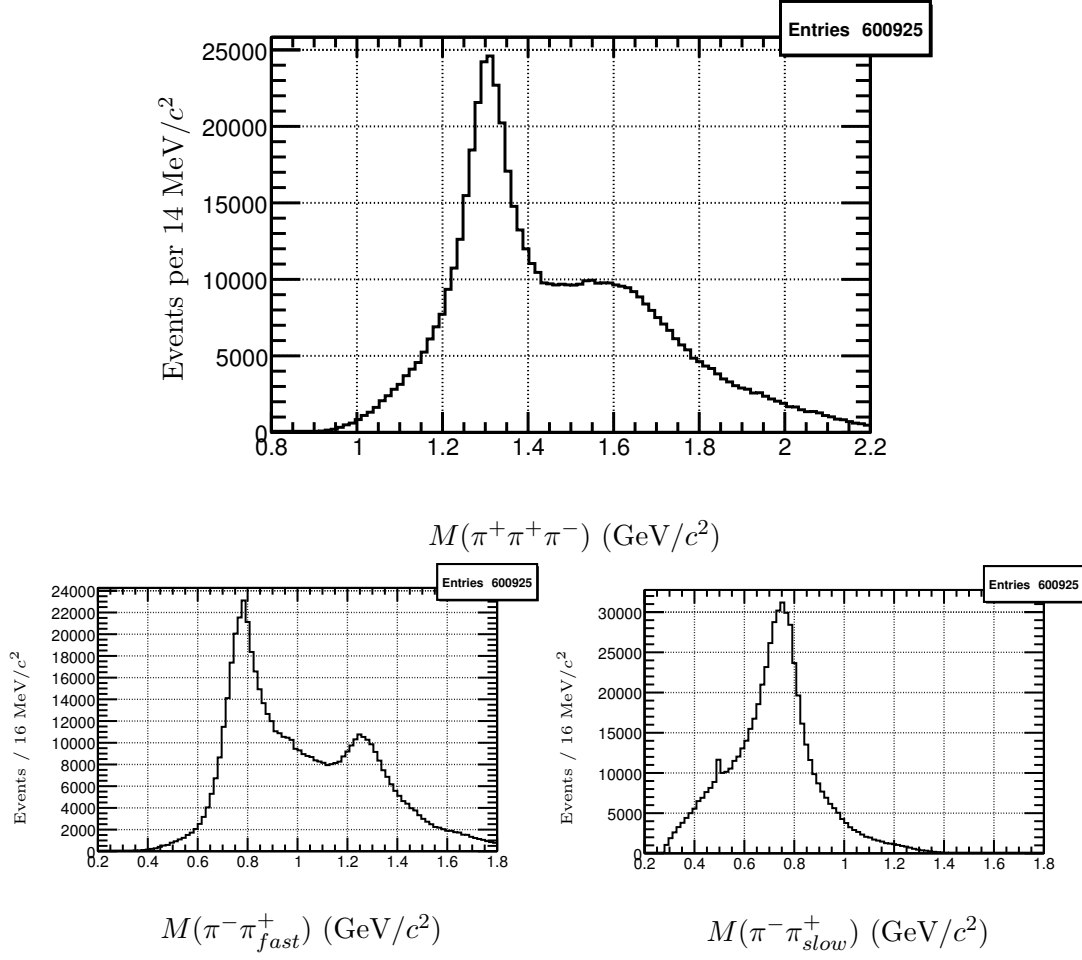 Entries 600925
25000
20000
15000
10000
5000
0
Events per 14 MeV/c²
0.8 1 1.2 1.4 1.6 1.8 2 2.2
M(π⁺π⁺π⁻) (GeV/c²)
Entries 600925
24000
22000
20000
18000
16000
14000
12000
10000
8000
6000
4000
2000
0
Events / 16 MeV/c²
0.2 0.4 0.6 0.8 1 1.2 1.4 1.6 1.8
M(π⁻π⁺fast) (GeV/c²)
Entries 600925
30000
25000
20000
15000
10000
5000
0
Events / 16 MeV/c²
0.2 0.4 0.6 0.8 1 1.2 1.4 1.6 1.8
M(π⁻π⁺slow) (GeV/c²)